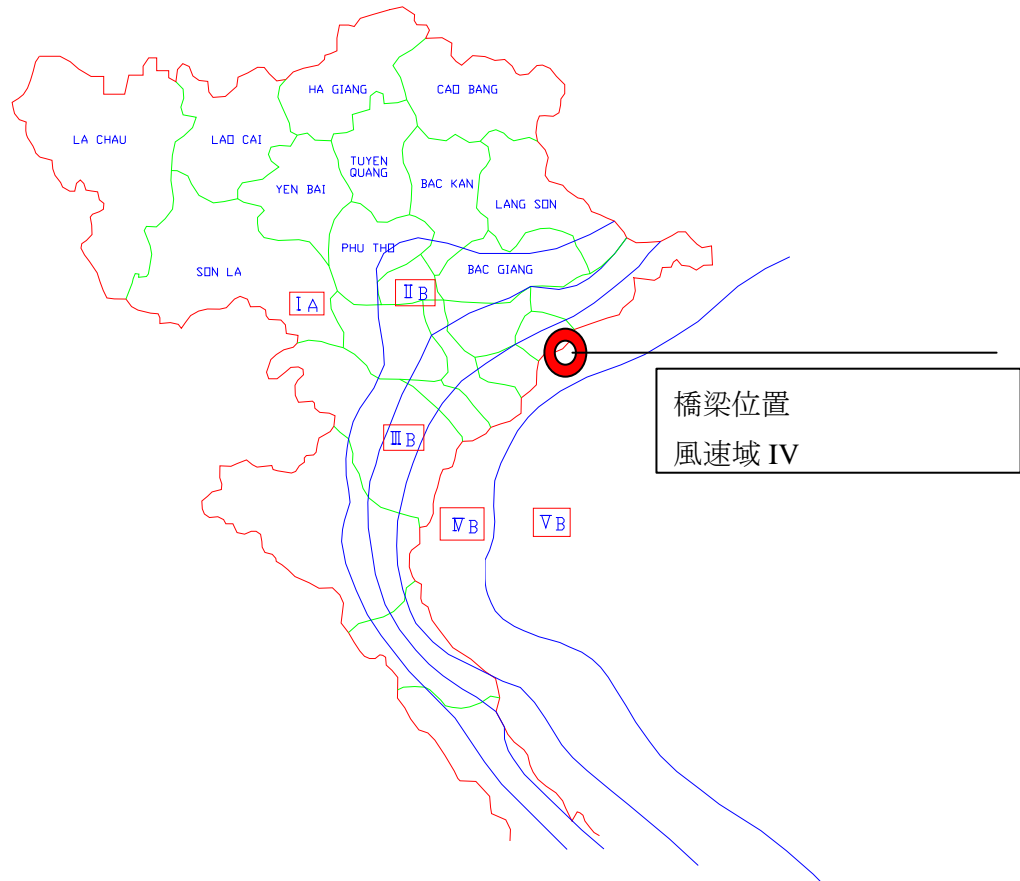 HA GIANG
CAO BANG
LA CHAU
LAO CAI
TUYEN
QUANG
YEN BAI
BAC KAN
LANG SON
PHU THO
SON LA
BAC GIANG
ⅠA
ⅡB
橋梁位置
風速域 IV
ⅢB
ⅣB
ⅤB